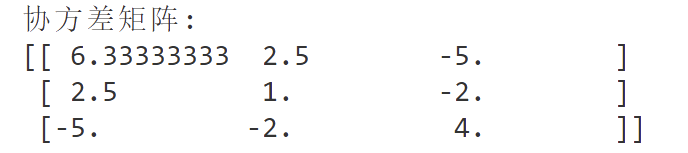 协方差矩阵:
[[ 6.33333333  2.5        -5.        ]
 [ 2.5         1.         -2.        ]
 [-5.         -2.          4.        ]]